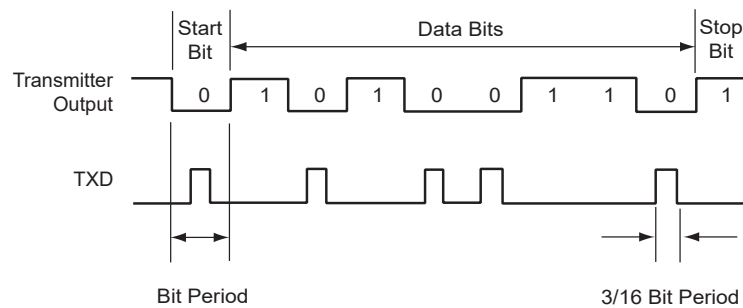 Start
Bit
Data Bits
Stop
Bit
Transmitter
Output
0 1 0 1 0 0 1 1 0 1
TXD
Bit Period
3/16 Bit Period